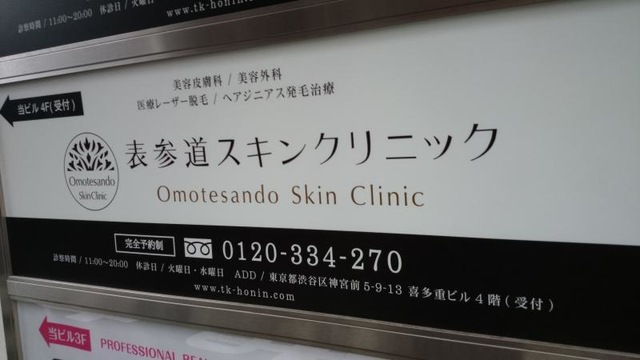 診察時間 / 11:00〜20:00 休診日 / 火曜日
www.tk-honin.com
当ビル4F(受付)
美容皮膚科 / 美容外科
医療レーザー脱毛 / ヘアジニアス発毛治療
Omotesando
Skin Clinic
表参道スキンクリニック
Omotesando Skin Clinic
完全予約制 0120-334-270
診察時間 / 11:00〜20:00 休診日 / 火曜日・水曜日 ADD / 東京都渋谷区神宮前 5-9-13 喜多重ビル 4 階 ( 受付 )
www.tk-honin.com
当ビル3F
PROFESSIONAL